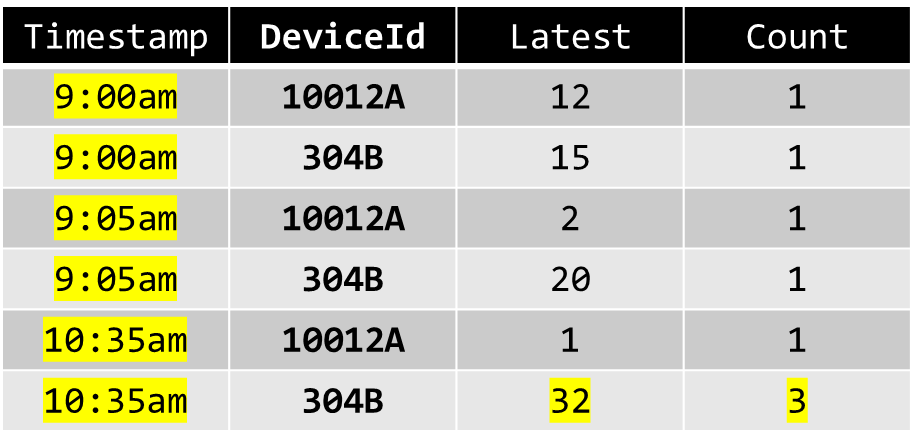 Timestamp DeviceId Latest Count
9:00am 10012A 12 1
9:00am 304B 15 1
9:05am 10012A 2 1
9:05am 304B 20 1
10:35am 10012A 1 1
10:35am 304B 32 3